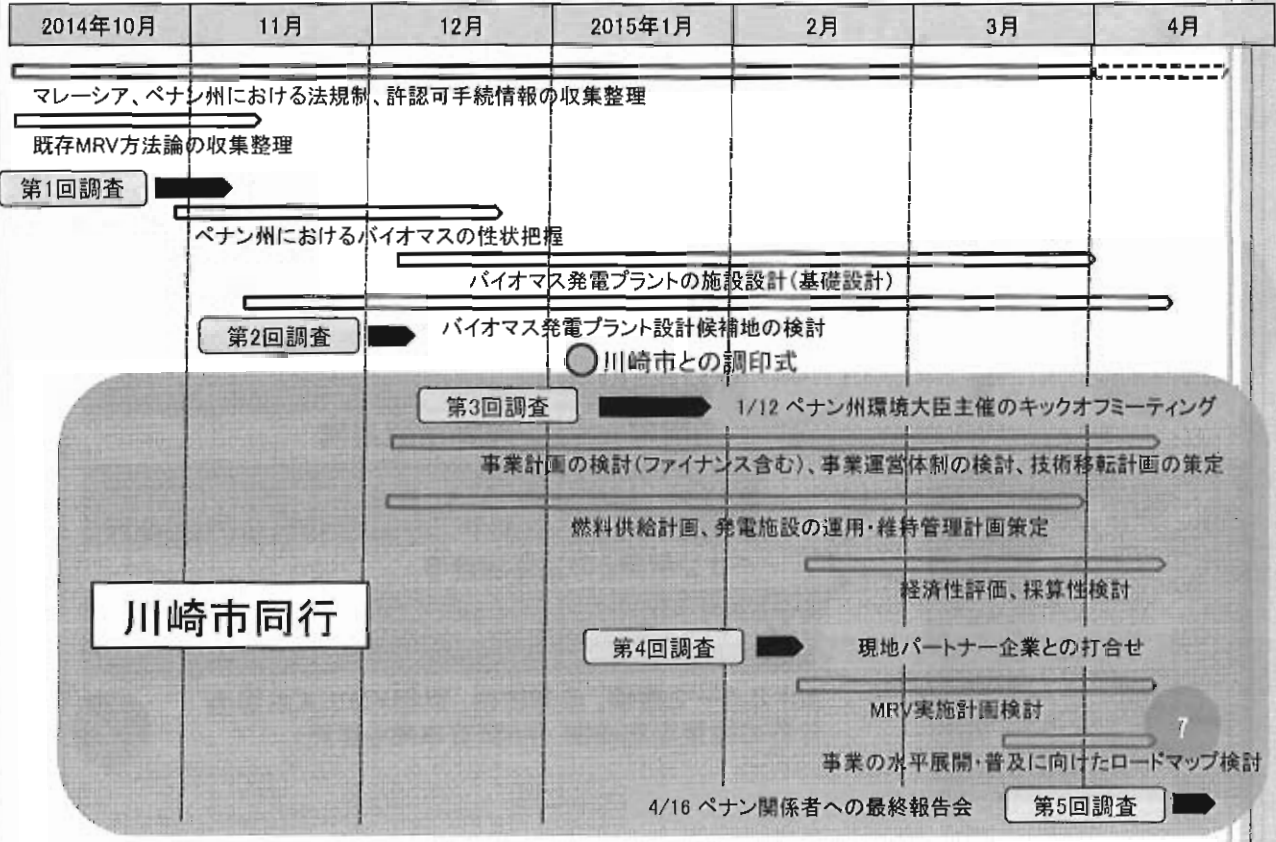 2014年10月 11月 12月 2015年1月 2月 3月 4月
マレーシア、ペナン州における法規制、許認可手続情報の収集整理
既存MRV方法論の収集整理
第1回調査
ペナン州におけるバイオマスの性状把握
バイオマス発電プラントの施設設計(基礎設計)
バイオマス発電プラント設計候補地の検討
第2回調査
川崎市との調印式
第3回調査 1/12 ペナン州環境大臣主催のキックオフミーティング
事業計画の検討(ファイナンス含む)、事業運営体制の検討、技術移転計画の策定
燃料供給計画、発電施設の運用・維持管理計画策定
経済性評価、採算性検討
川崎市同行
第4回調査 現地パートナー企業との打合せ
MRV実施計画検討
7
事業の水平展開・普及に向けたロードマップ検討
4/16 ペナン関係者への最終報告会 第5回調査